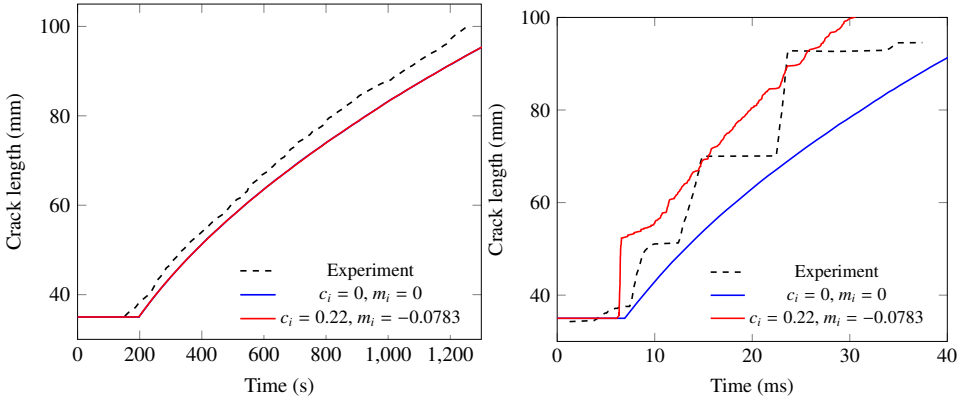 100
80
60
40
Crack length (mm)
0
200
400
600
800
1,000
1,200
Time (s)
Experiment
c_i = 0, m_i = 0
c_i = 0.22, m_i = −0.0783
100
80
60
40
Crack length (mm)
0
10
20
30
40
Time (ms)
Experiment
c_i = 0, m_i = 0
c_i = 0.22, m_i = −0.0783